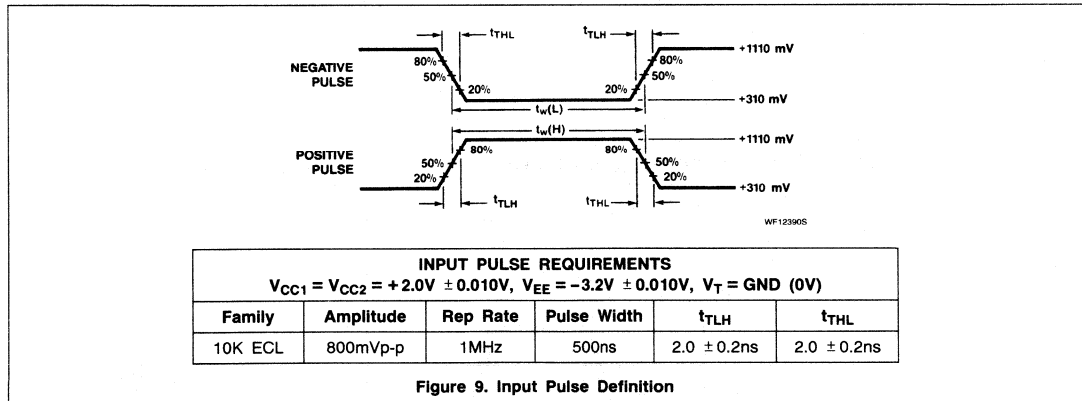 tTHL
tTLH
+1110 mV
80%
80%
NEGATIVE
PULSE
50%
50%
20%
20%
+310 mV
tw(L)
tw(H)
+1110 mV
80%
80%
POSITIVE
PULSE
50%
50%
20%
20%
+310 mV
tTLH
tTHL
WF12390S
INPUT PULSE REQUIREMENTS
VCC1 = VCC2 = +2.0V ±0.010V, VEE = −3.2V ±0.010V, VT = GND (0V)
Family Amplitude Rep Rate Pulse Width tTLH tTHL
10K ECL 800mVp-p 1MHz 500ns 2.0 ±0.2ns 2.0 ±0.2ns
Figure 9. Input Pulse Definition